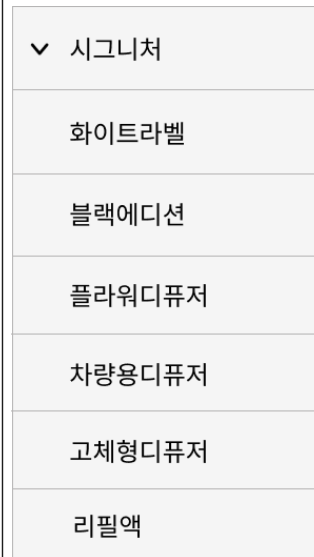 시그니처
화이트라벨
블랙에디션
플라워디퓨저
차량용디퓨저
고체형디퓨저
리필액